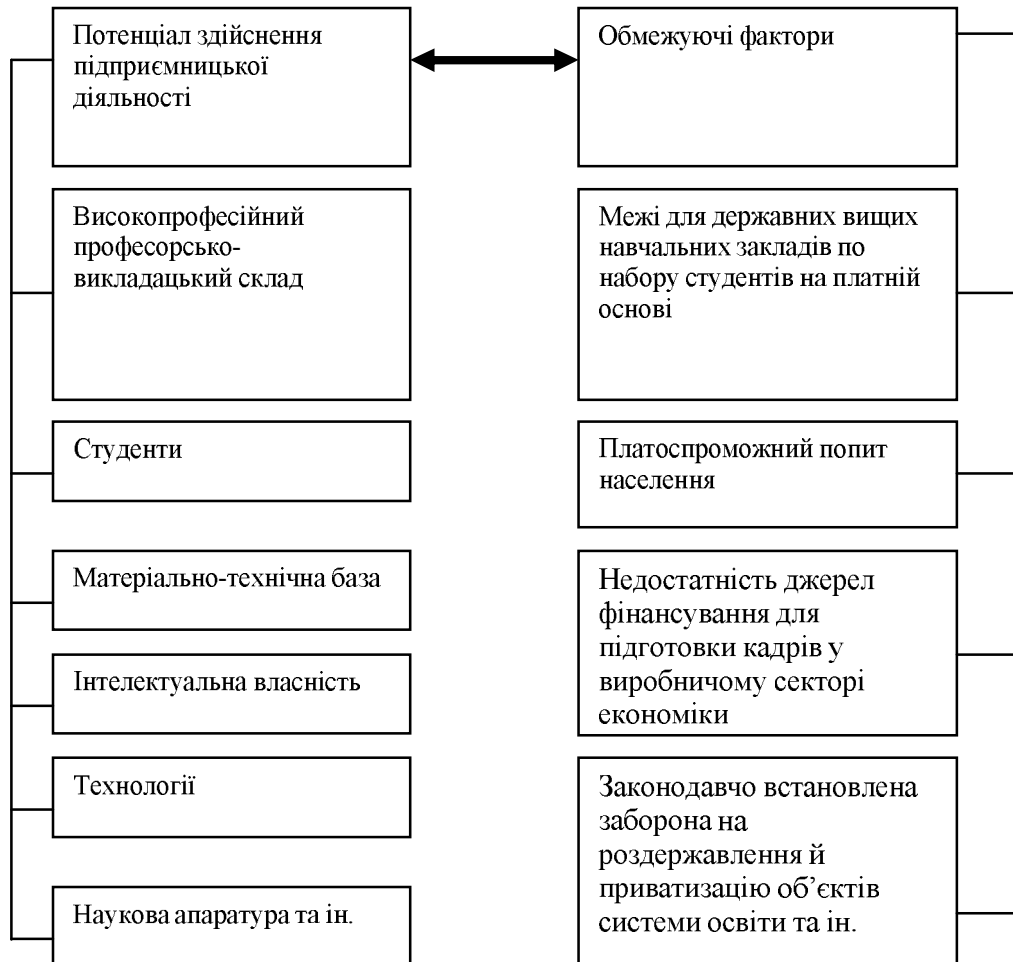 Потенціал здійснення
підприємницької
діяльності
Високопрофесійний
професорсько-
викладацький склад
Студенти
Матеріально-технічна база
Інтелектуальна власність
Технології
Наукова апаратура та ін.
Обмежуючі фактори
Межі для державних вищих
навчальних закладів по
набору студентів на платній
основі
Платоспроможний попит
населення
Недостатність джерел
фінансування для
підготовки кадрів у
виробничому секторі
економіки
Законодавчо встановлена
заборона на
роздержавлення й
приватизацію об’єктів
системи освіти та ін.